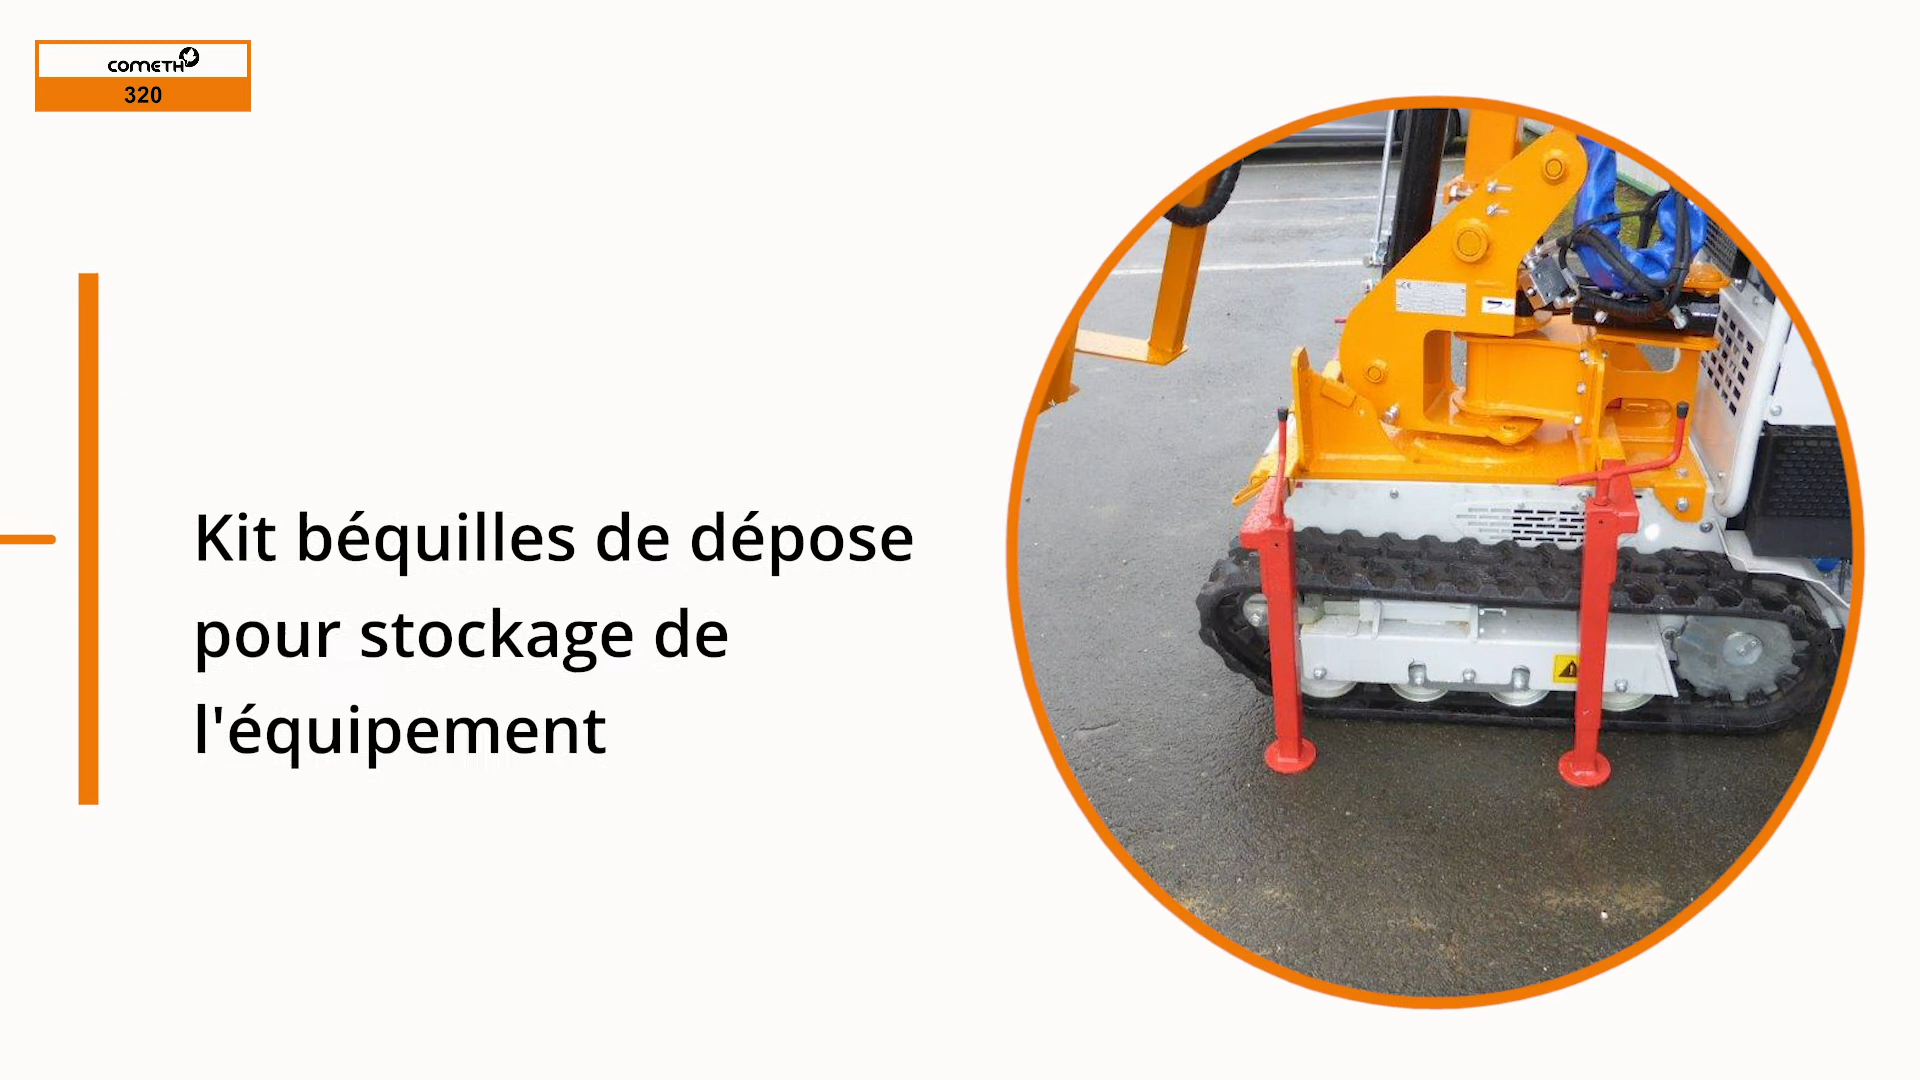 COMETH
320
Kit béquilles de dépose
pour stockage de
l'équipement